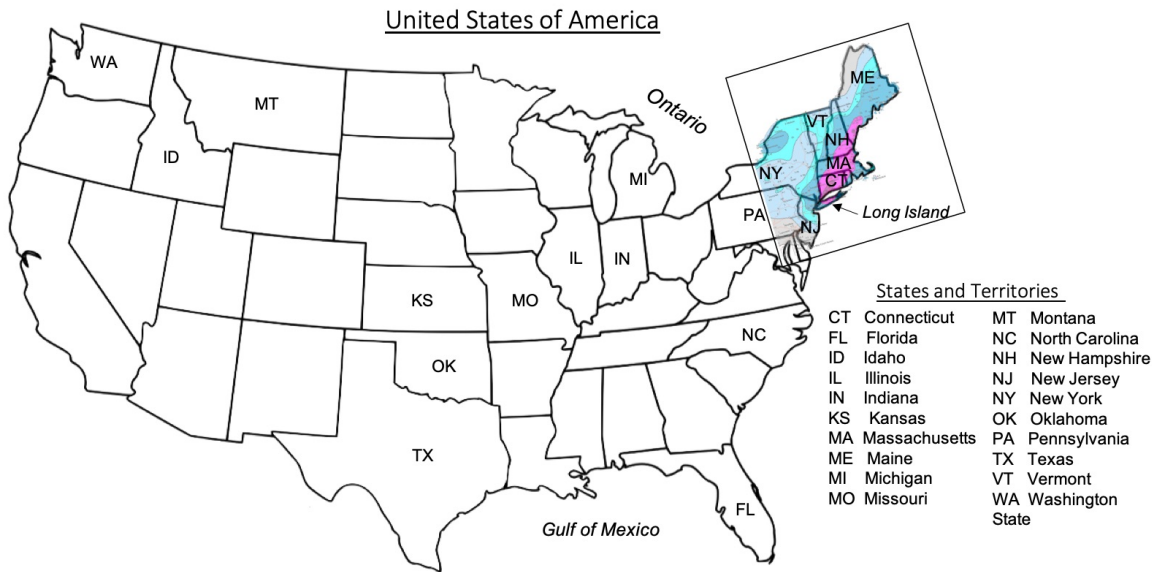 United States of America
WA
MT
ID
Ontario
ME
VT
NH
MA
CT
NY
MI
PA
NJ
Long Island
IL
IN
KS
MO
OK
NC
TX
FL
Gulf of Mexico
States and Territories
CT Connecticut
FL Florida
ID Idaho
IL Illinois
IN Indiana
KS Kansas
MA Massachusetts
ME Maine
MI Michigan
MO Missouri
MT Montana
NC North Carolina
NH New Hampshire
NJ New Jersey
NY New York
OK Oklahoma
PA Pennsylvania
TX Texas
VT Vermont
WA Washington
State